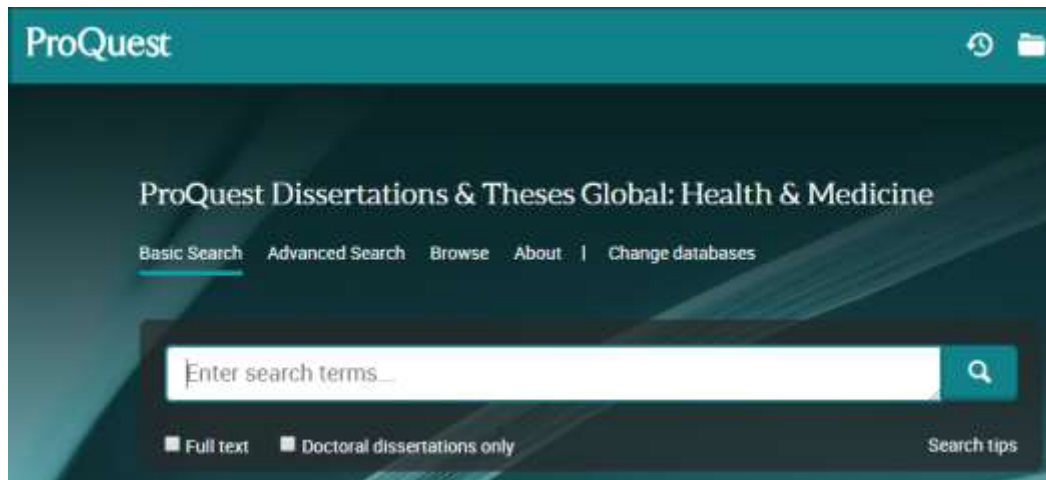 ProQuest
ProQuest Dissertations & Theses Global: Health & Medicine
Basic Search Advanced Search Browse About | Change databases
Enter search terms...
Full text Doctoral dissertations only Search tips